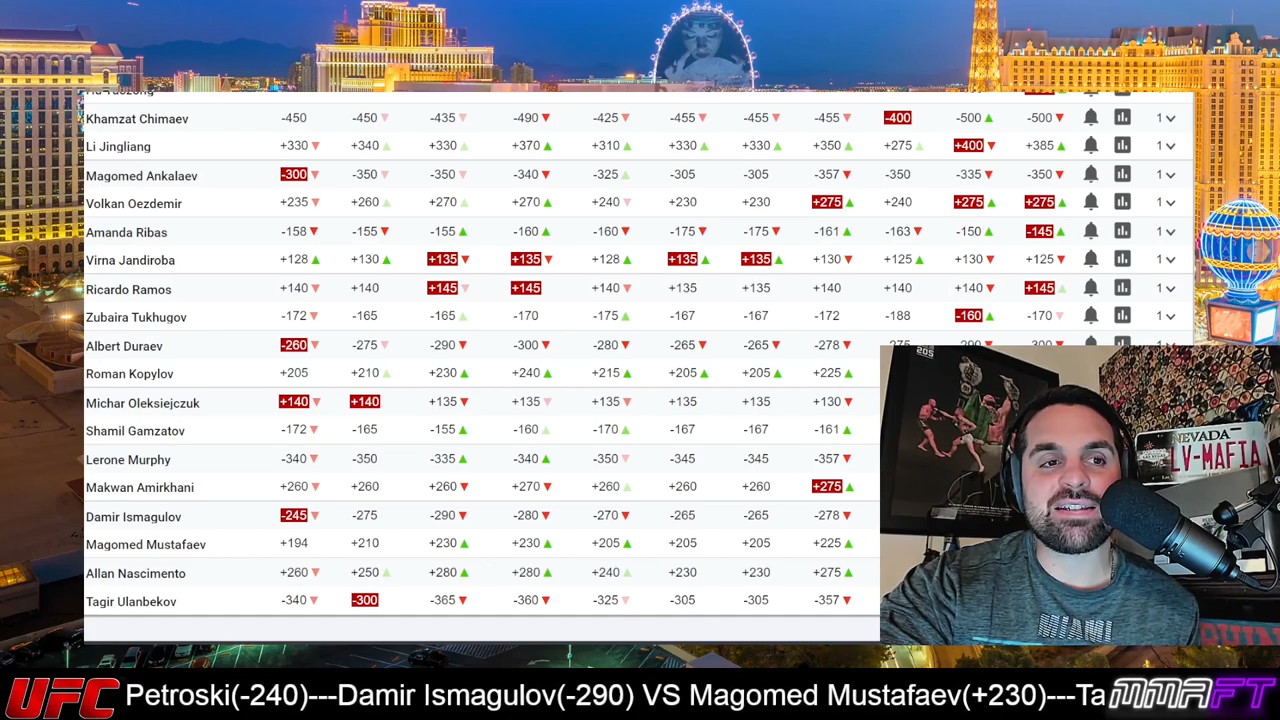 Khamzat Chimaev -450 -450 -435 -490 -425 -455 -455 -455 -400 -500 -500 1
Li Jingliang +330 +340 +330 +370 +310 +330 +330 +350 +275 +400 +385 1
Magomed Ankalaev -300 -350 -350 -340 -325 -305 -305 -357 -350 -335 -350 1
Volkan Oezdemir +235 +260 +270 +270 +240 +230 +230 +275 +240 +275 +275 1
Amanda Ribas -158 -155 -155 -160 -160 -175 -175 -161 -163 -150 -145 1
Virna Jandiroba +128 +130 +135 +135 +128 +135 +135 +130 +125 +130 +125 1
Ricardo Ramos +140 +140 +145 +145 +140 +135 +135 +140 +140 +140 +145 1
Zubaira Tukhugov -172 -165 -165 -170 -175 -167 -167 -172 -188 -160 -170 1
Albert Duraev -260 -275 -290 -300 -280 -265 -265 -278
Roman Kopylov +205 +210 +230 +240 +215 +205 +205 +225
Michar Oleksiejczuk +140 +140 +135 +135 +135 +135 +135 +130
Shamil Gamzatov -172 -165 -155 -160 -170 -167 -167 -161
Lerone Murphy -340 -350 -335 -340 -350 -345 -345 -357
Makwan Amirkhani +260 +260 +260 +270 +260 +260 +260 +275
Damir Ismagulov -245 -275 -290 -280 -270 -265 -265 -278
Magomed Mustafaev +194 +210 +230 +230 +205 +205 +205 +225
Allan Nascimento +260 +250 +280 +280 +240 +230 +230 +275
Tagir Ulanbekov -340 -300 -365 -360 -325 -305 -305 -357
205
NEVADA
LV-MAFIA
MIAMI
UFC Petroski(-240)---Damir Ismagulov(-290) VS Magomed Mustafaev(+230)---Ta MMAFT